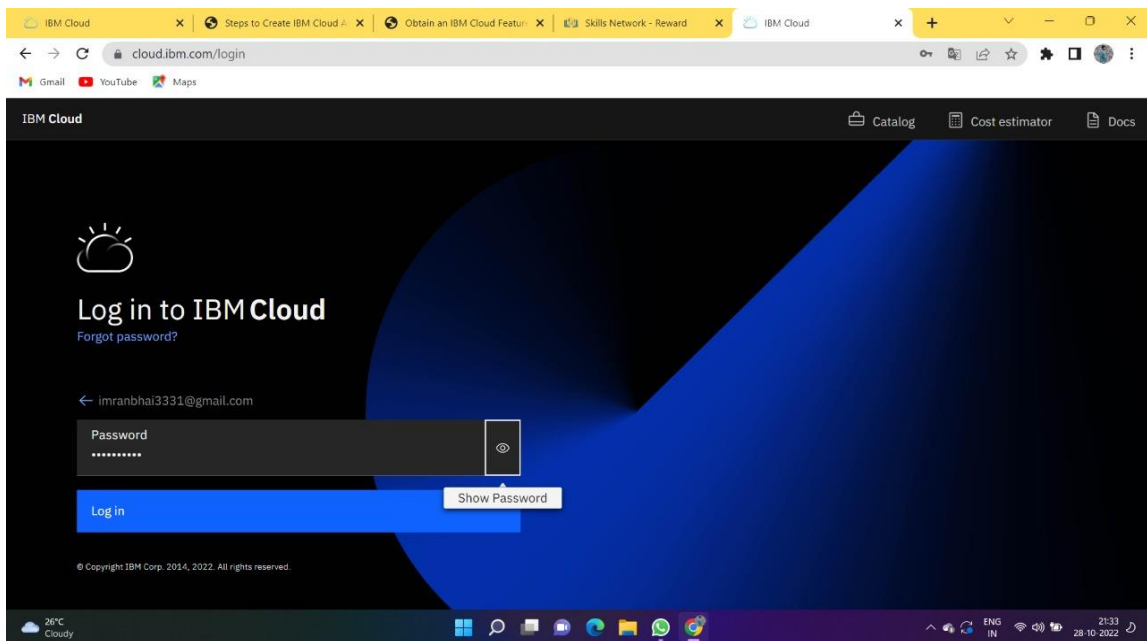 IBM Cloud
Steps to Create IBM Cloud A
Obtain an IBM Cloud Featur
Skills Network - Reward
IBM Cloud
cloud.ibm.com/login
Gmail YouTube Maps
IBM Cloud Catalog Cost estimator Docs
Log in to IBM Cloud
Forgot password?
imranbhai3331@gmail.com
Password
••••••••••
Show Password
Log in
© Copyright IBM Corp. 2014, 2022. All rights reserved.
26°C
Cloudy
ENG
IN
21:33
28-10-2022